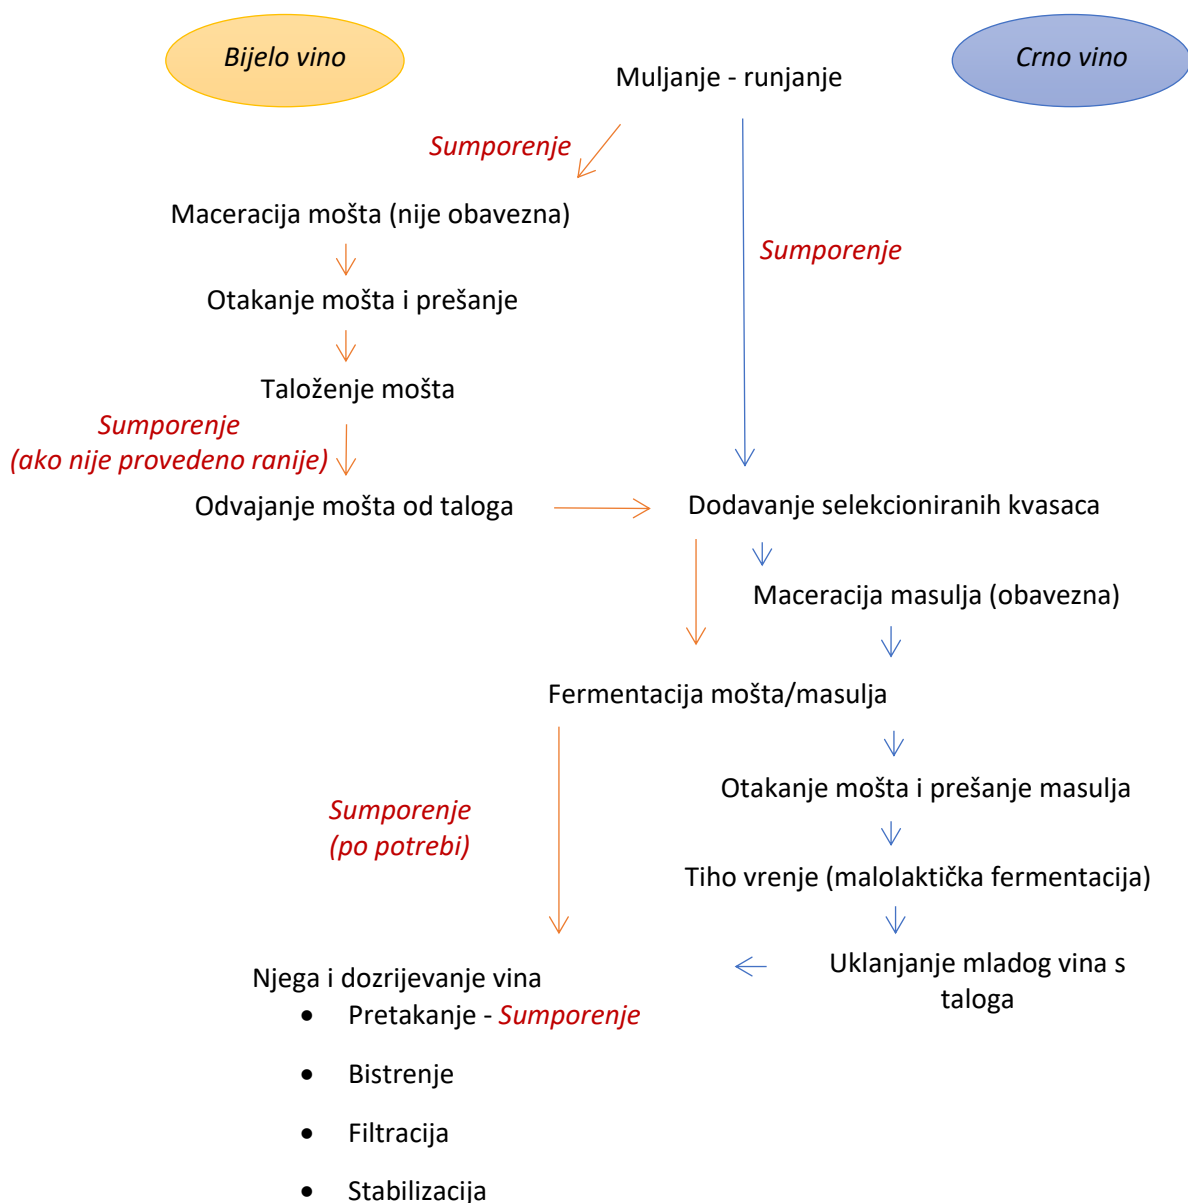 Bijelo vino
Crno vino
Muljanje - runjanje
Sumporenje
Maceracija mošta (nije obavezna)
Sumporenje
Otakanje mošta i prešanje
Taloženje mošta
Sumporenje
(ako nije provedeno ranije)
Odvajanje mošta od taloga
Dodavanje selekcioniranih kvasaca
Maceracija masulja (obavezna)
Fermentacija mošta/masulja
Otakanje mošta i prešanje masulja
Sumporenje
(po potrebi)
Tiho vrenje (malolaktička fermentacija)
Uklanjanje mladog vina s
taloga
Njega i dozrijevanje vina
• Pretakanje - Sumporenje
• Bistrenje
• Filtracija
• Stabilizacija